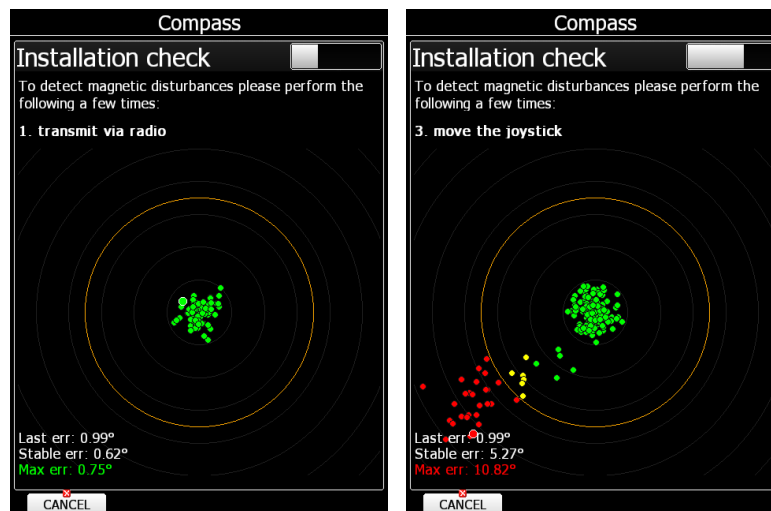 Compass
Installation check
To detect magnetic disturbances please perform the
following a few times:
1. transmit via radio
Last err: 0.99°
Stable err: 0.62°
Max err: 0.75°
CANCEL
Compass
Installation check
To detect magnetic disturbances please perform the
following a few times:
3. move the joystick
Last err: 0.99°
Stable err: 5.27°
Max err: 10.82°
CANCEL